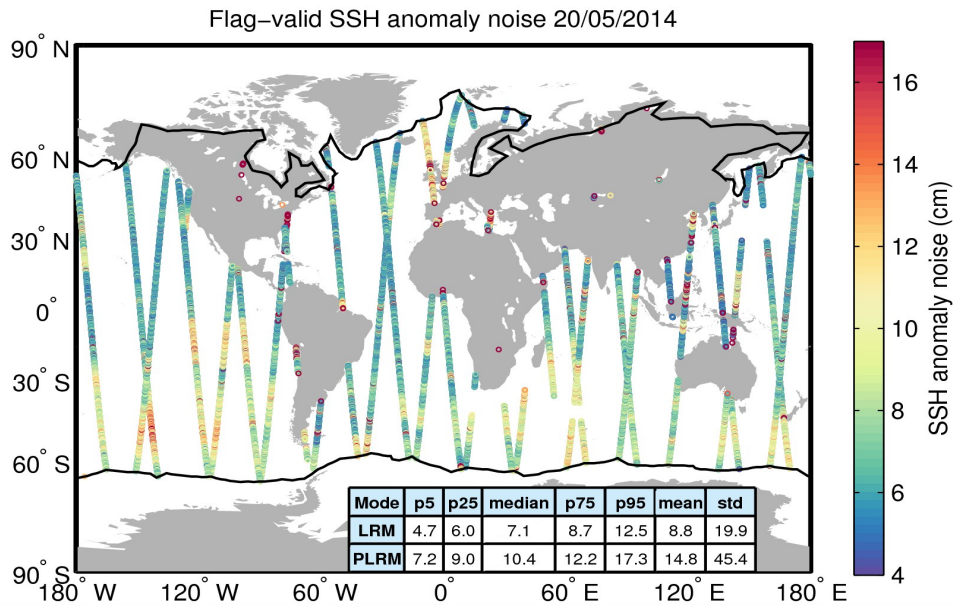 Flag−valid SSH anomaly noise 20/05/2014
90° N
60° N
30° N
0°
30° S
60° S
90° S
180° W
120° W
60° W
0°
60° E
120° E
180° E
Mode p5 p25 median p75 p95 mean std
LRM 4.7 6.0 7.1 8.7 12.5 8.8 19.9
PLRM 7.2 9.0 10.4 12.2 17.3 14.8 45.4
16
14
12
10
8
6
4
SSH anomaly noise (cm)